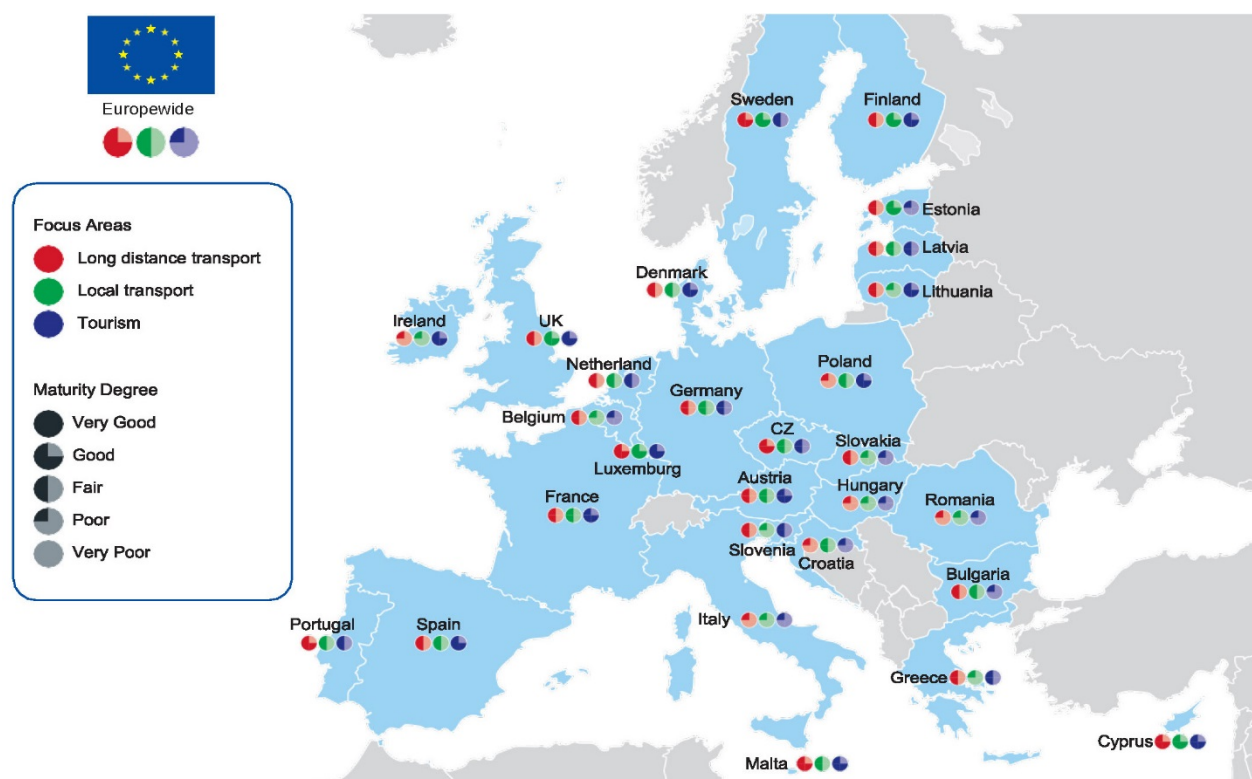 Europewide
Focus Areas
Long distance transport
Local transport
Tourism
Maturity Degree
Very Good
Good
Fair
Poor
Very Poor
Sweden
Finland
Estonia
Latvia
Lithuania
Denmark
Ireland
UK
Netherland
Poland
Germany
Belgium
CZ
Slovakia
Luxemburg
Austria
Hungary
France
Romania
Slovenia
Croatia
Bulgaria
Italy
Portugal
Spain
Greece
Cyprus
Malta